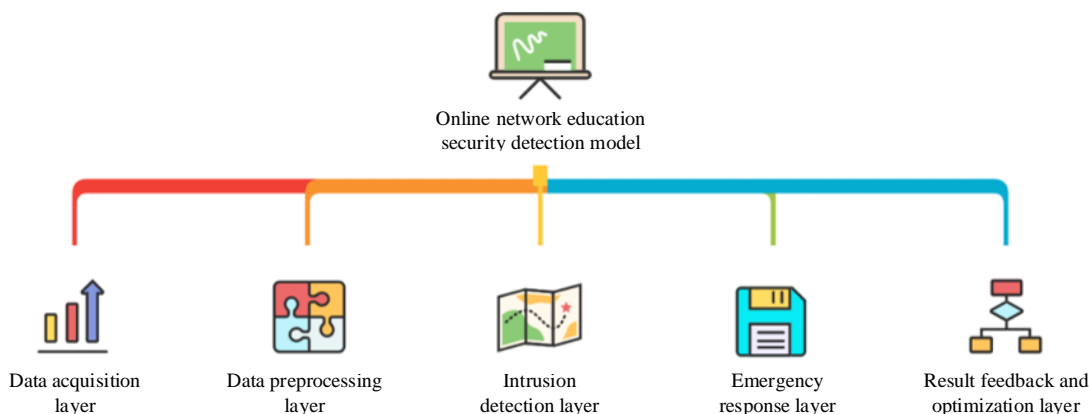 Online network education
security detection model
Data acquisition
layer
Data preprocessing
layer
Intrusion
detection layer
Emergency
response layer
Result feedback and
optimization layer